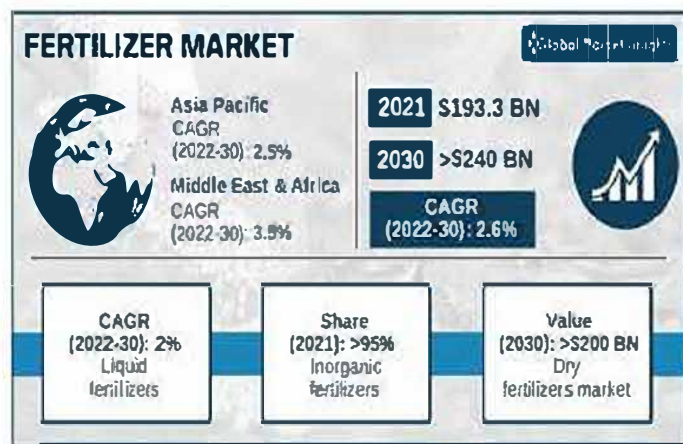 FERTILIZER MARKET
Asia Pacific
CAGR
(2022-30): 2.5%
Middle East & Africa
CAGR
(2022-30): 3.5%
2021 $193.3 BN
2030 >$240 BN
CAGR
(2022-30): 2.6%
CAGR
(2022-30): 2%
Liquid
fertilizers
Share
(2021): >95%
Inorganic
fertilizers
Value
(2030): >$200 BN
Dry
fertilizers market